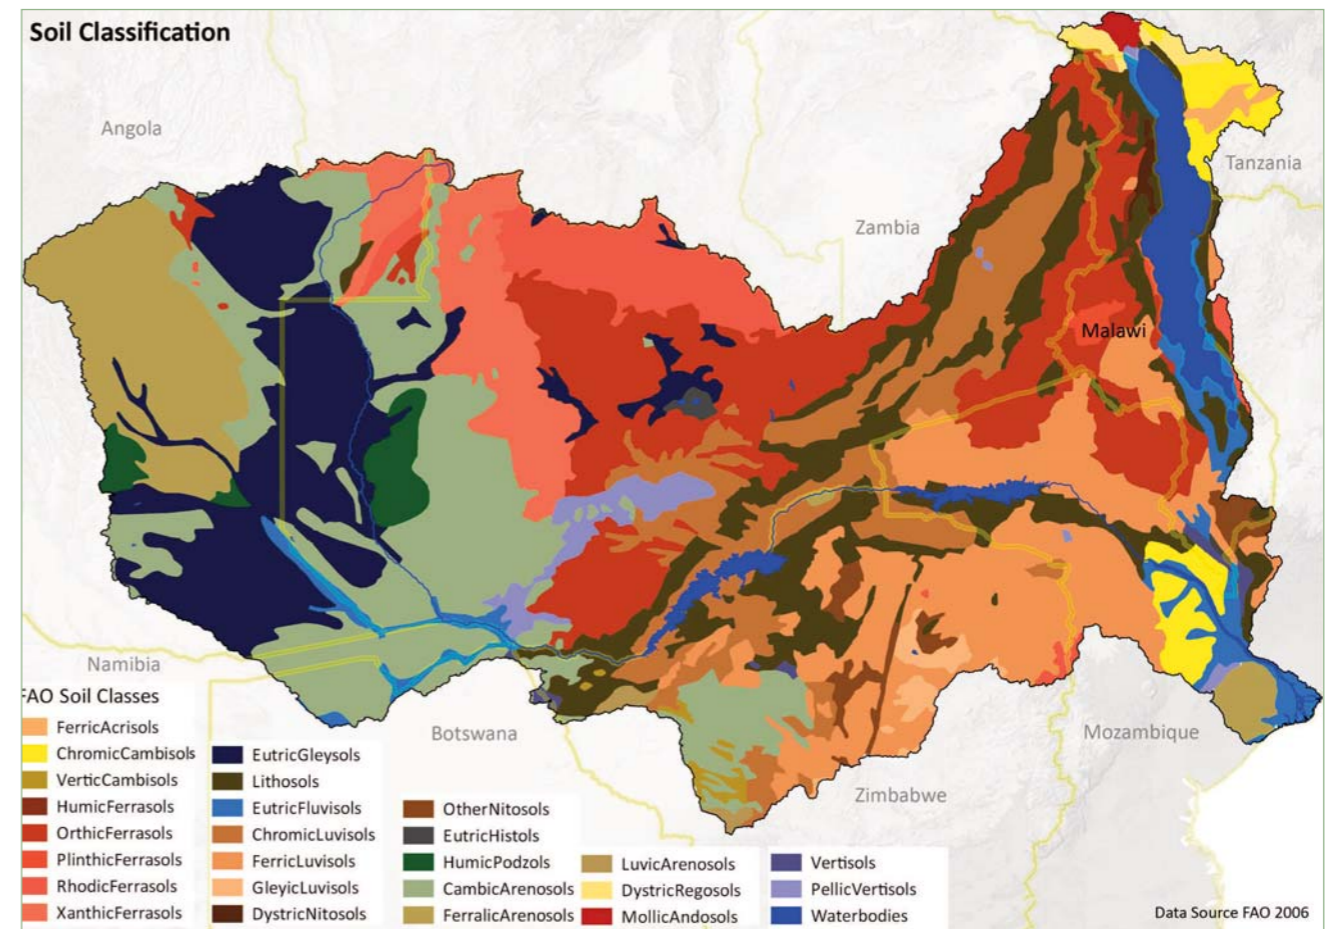 Soil Classification
Angola
Tanzania
Zambia
Malawi
Namibia
Botswana
Mozambique
Zimbabwe
FAO Soil Classes
FerricAcrisols
ChromicCambisols
VerticCambisols
HumicFerrasols
OrthicFerrasols
PlinthicFerrasols
RhodicFerrasols
XanthicFerrasols
EutricGleysols
Lithosols
EutricFluvisols
ChromicLuvisols
FerricLuvisols
GleyicLuvisols
DystricNitosols
OtherNitosols
EutricHistols
HumicPodzols
CambicArenosols
FerralicArenosols
LuvicArenosols
DystricRegosols
MollicAndosols
Vertisols
PellicVertisols
Waterbodies
Data Source FAO 2006